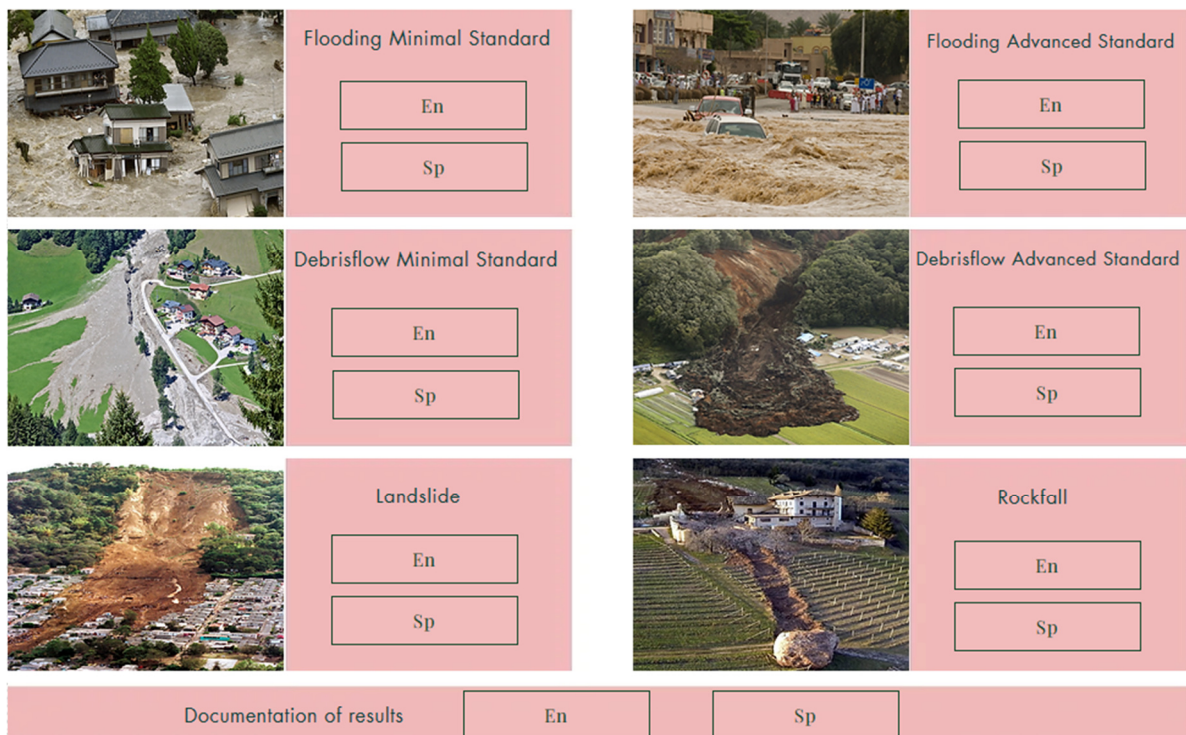 Flooding Minimal Standard
En
Sp
Flooding Advanced Standard
En
Sp
Debrisflow Minimal Standard
En
Sp
Debrisflow Advanced Standard
En
Sp
Landslide
En
Sp
Rockfall
En
Sp
Documentation of results
En
Sp